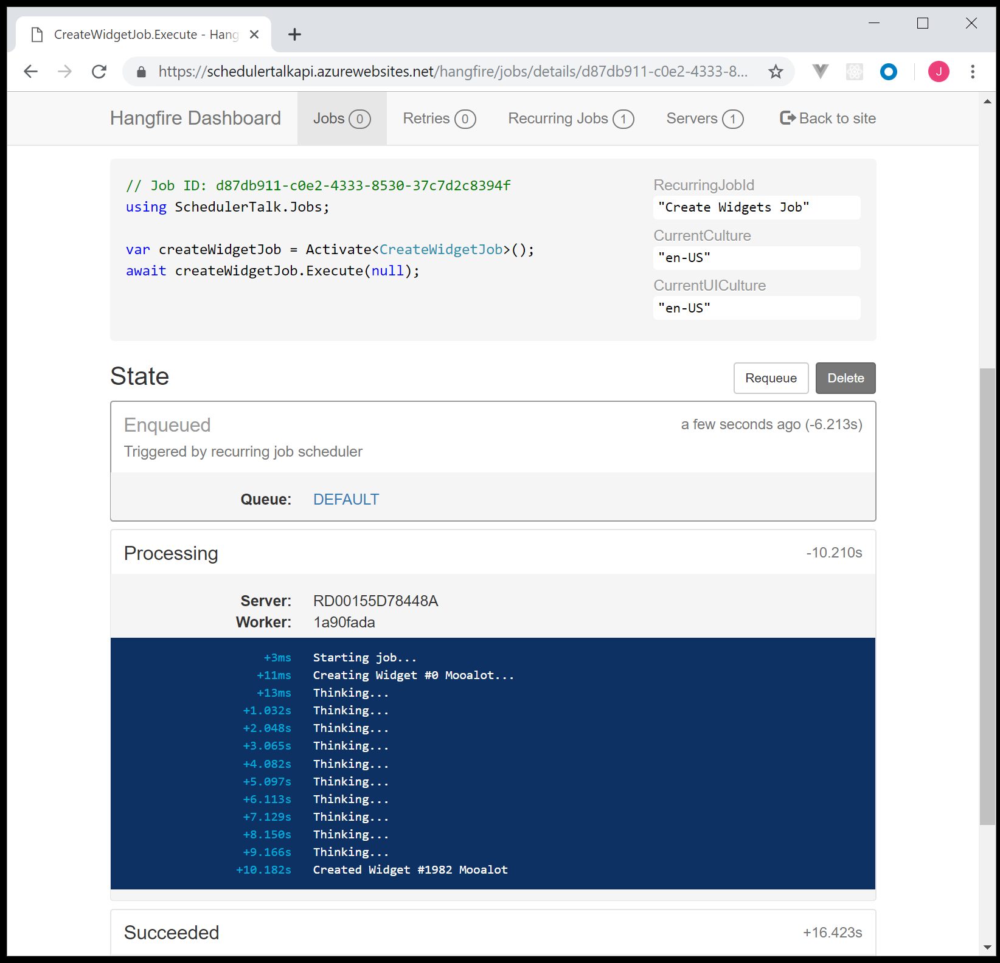 CreateWidgetJob.Execute - Hang
https://schedulertalkapi.azurewebsites.net/hangfire/jobs/details/d87db911-c0e2-4333-8...
J
Hangfire Dashboard Jobs 0 Retries 0 Recurring Jobs 1 Servers 1 Back to site
// Job ID: d87db911-c0e2-4333-8530-37c7d2c8394f
using SchedulerTalk.Jobs;
var createWidgetJob = Activate<CreateWidgetJob>();
await createWidgetJob.Execute(null);
RecurringJobId
"Create Widgets Job"
CurrentCulture
"en-US"
CurrentUICulture
"en-US"
State
Requeue Delete
Enqueued a few seconds ago (-6.213s)
Triggered by recurring job scheduler
Queue: DEFAULT
Processing -10.210s
Server: RD00155D78448A
Worker: 1a90fada
+3ms Starting job...
+11ms Creating Widget #0 Mooalot...
+13ms Thinking...
+1.032s Thinking...
+2.048s Thinking...
+3.065s Thinking...
+4.082s Thinking...
+5.097s Thinking...
+6.113s Thinking...
+7.129s Thinking...
+8.150s Thinking...
+9.166s Thinking...
+10.182s Created Widget #1982 Mooalot
Succeeded +16.423s